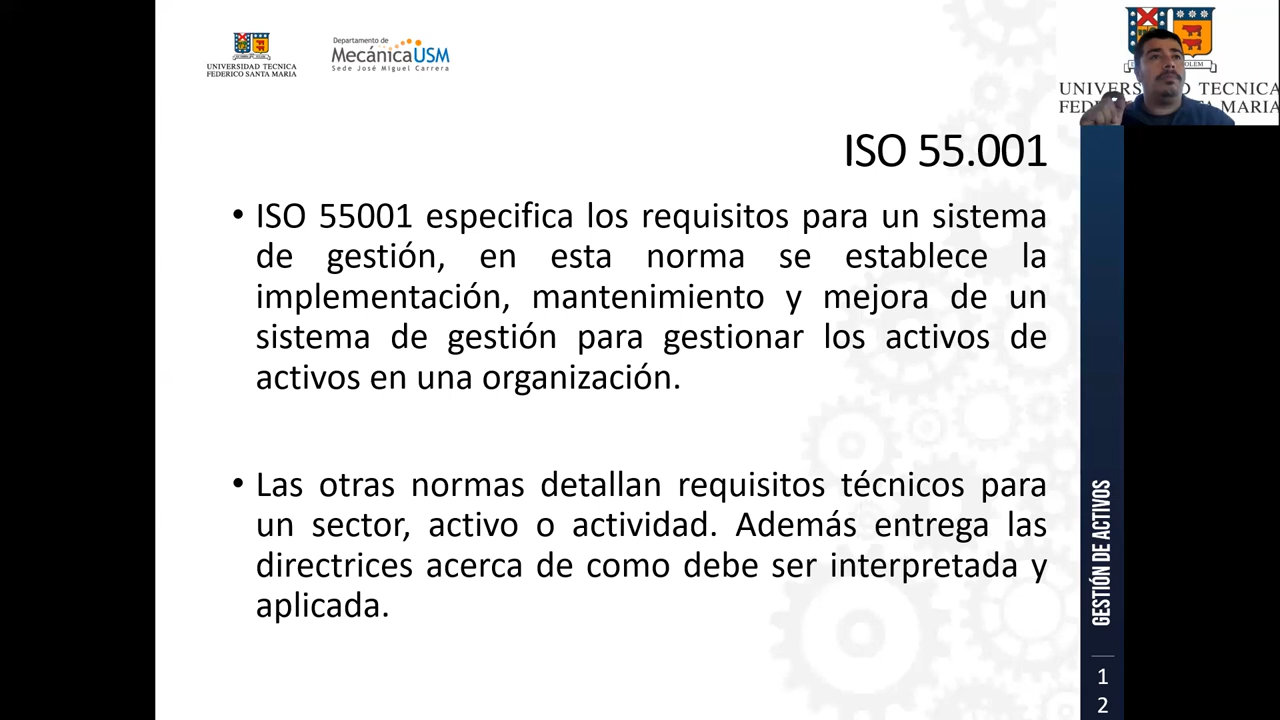 UNIVERSIDAD TECNICA
FEDERICO SANTA MARIA
Departamento de
MecánicaUSM
Sede José Miguel Carrera
UNIVERS D TECNICA
FED TA MARIA
ISO 55.001
• ISO 55001 especifica los requisitos para un sistema
de gestión, en esta norma se establece la
implementación, mantenimiento y mejora de un
sistema de gestión para gestionar los activos de
activos en una organización.
• Las otras normas detallan requisitos técnicos para
un sector, activo o actividad. Además entrega las
directrices acerca de como debe ser interpretada y
aplicada.
GESTIÓN DE ACTIVOS
1
2